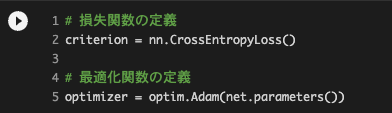 1 # 損失関数の定義
2 criterion = nn.CrossEntropyLoss()
3
4 # 最適化関数の定義
5 optimizer = optim.Adam(net.parameters())